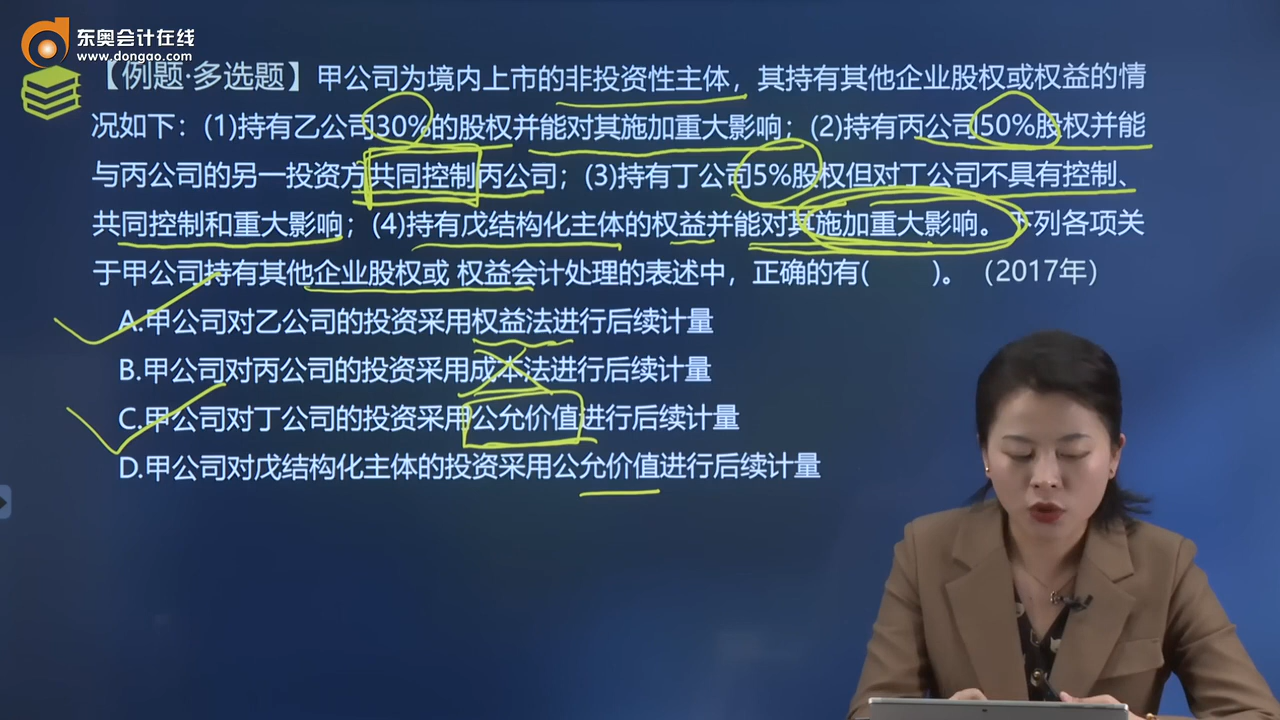 东奥会计在线
www.dongao.com
【例题·多选题】甲公司为境内上市的非投资性主体，其持有其他企业股权或权益的情
况如下：(1)持有乙公司30%的股权并能对其施加重大影响；(2)持有丙公司50%股权并能
与丙公司的另一投资方共同控制丙公司；(3)持有丁公司5%股权但对丁公司不具有控制、
共同控制和重大影响；(4)持有戊结构化主体的权益并能对其施加重大影响。下列各项关
于甲公司持有其他企业股权或 权益会计处理的表述中，正确的有(　　)。（2017年）
A.甲公司对乙公司的投资采用权益法进行后续计量
B.甲公司对丙公司的投资采用成本法进行后续计量
C.甲公司对丁公司的投资采用公允价值进行后续计量
D.甲公司对戊结构化主体的投资采用公允价值进行后续计量